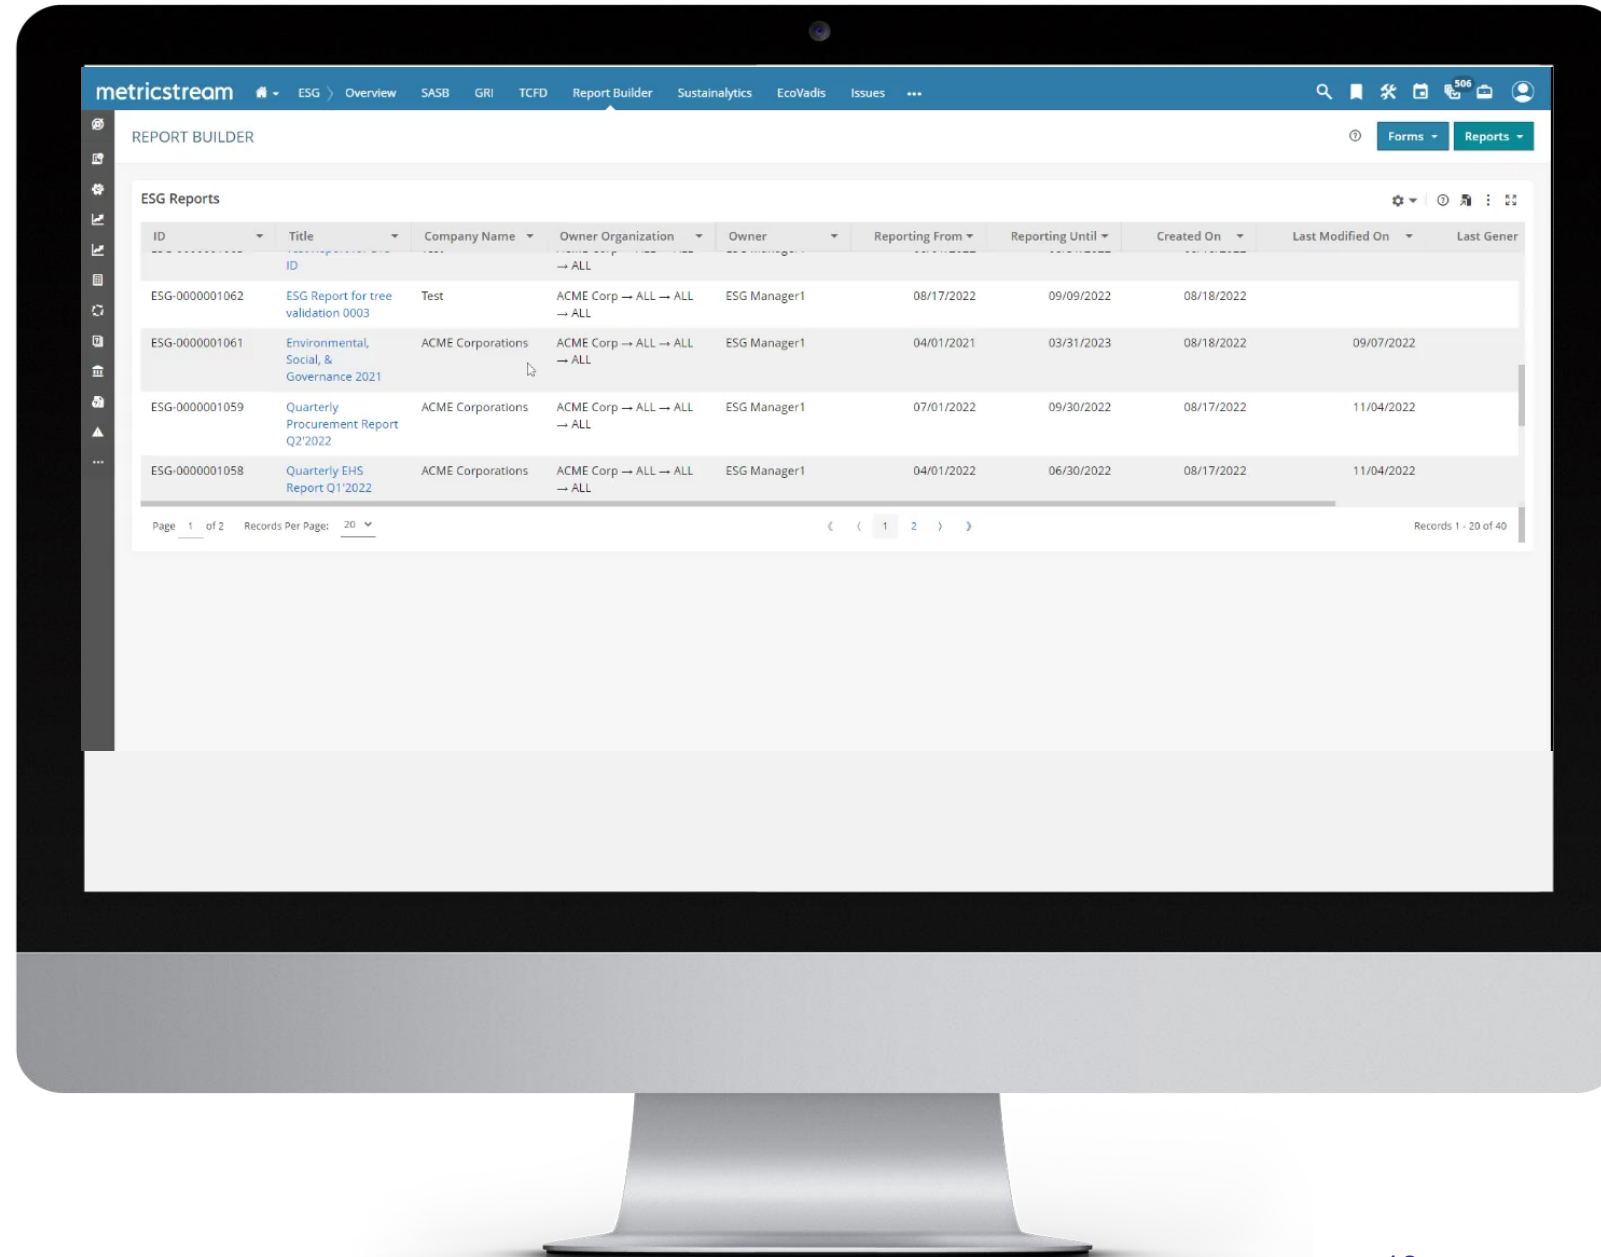 metricstream ESG Overview SASB GRI TCFD Report Builder Sustainalytics EcoVadis Issues ... 506
REPORT BUILDER Forms Reports
ESG Reports
ID Title Company Name Owner Organization Owner Reporting From Reporting Until Created On Last Modified On Last Gener
ID → ALL
ESG-0000001062 ESG Report for tree Test ACME Corp → ALL → ALL ESG Manager1 08/17/2022 09/09/2022 08/18/2022
validation 0003 → ALL
ESG-0000001061 Environmental, ACME Corporations ACME Corp → ALL → ALL ESG Manager1 04/01/2021 03/31/2023 08/18/2022 09/07/2022
Social, & → ALL
Governance 2021
ESG-0000001059 Quarterly ACME Corporations ACME Corp → ALL → ALL ESG Manager1 07/01/2022 09/30/2022 08/17/2022 11/04/2022
Procurement Report → ALL
Q2'2022
ESG-0000001058 Quarterly EHS ACME Corporations ACME Corp → ALL → ALL ESG Manager1 04/01/2022 06/30/2022 08/17/2022 11/04/2022
Report Q1'2022 → ALL
Page 1 of 2 Records Per Page: 20 1 2 Records 1 - 20 of 40